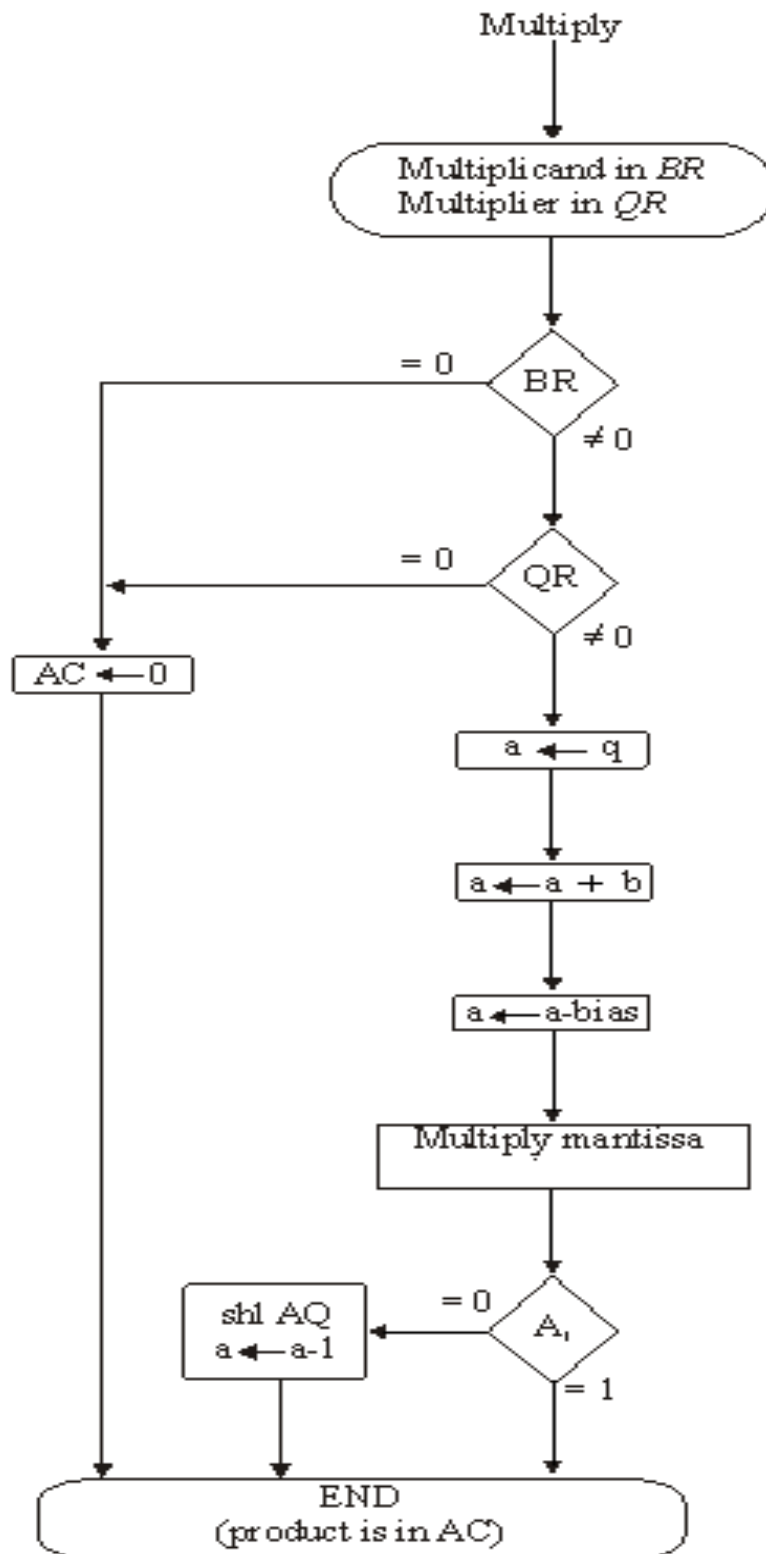 Multiply
Multiplicand in BR
Multiplier in QR
= 0
BR
≠ 0
= 0
QR
≠ 0
AC ← 0
a ← q
a ← a + b
a ← a-bias
Multiply mantissa
= 0
A₁
= 1
shl AQ
a ← a-1
END
(product is in AC)